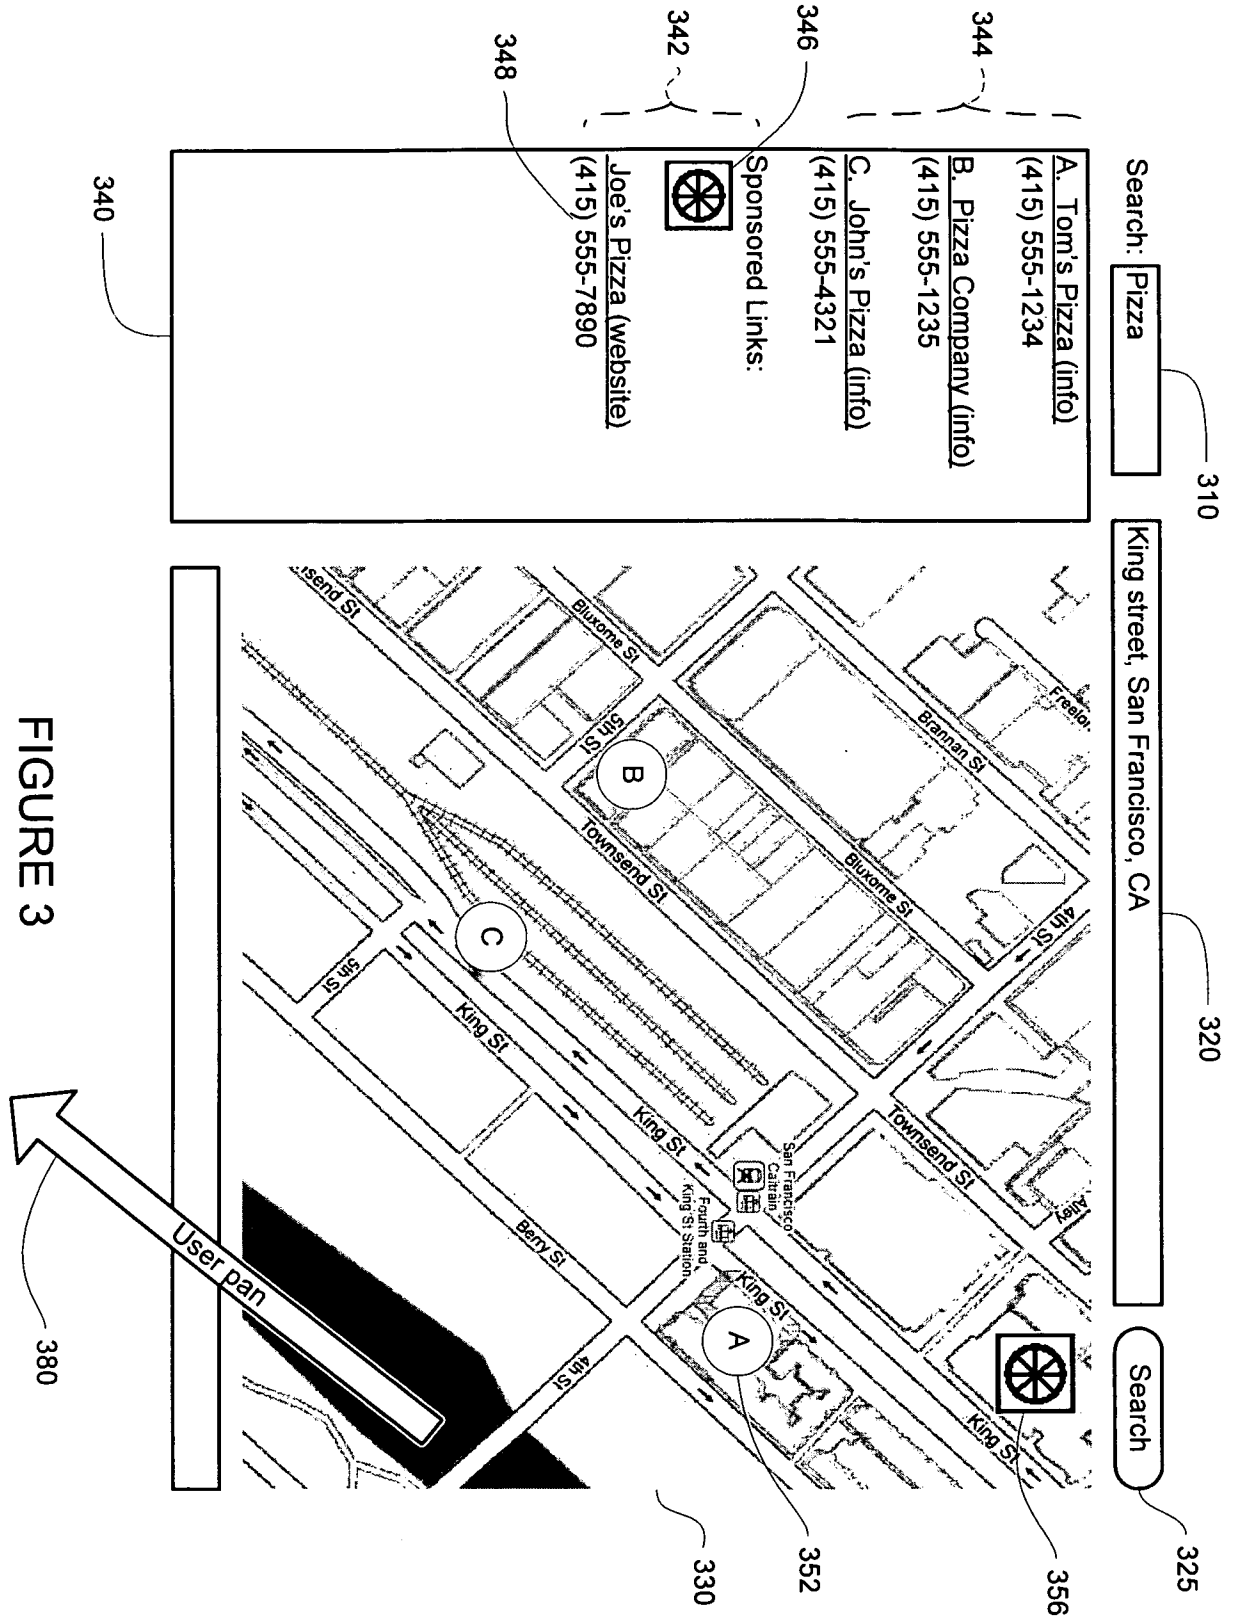 310
320
325
Search: Pizza
King street, San Francisco, CA
Search
344
346
342
348
340
A. Tom's Pizza (info)
(415) 555-1234
B. Pizza Company (info)
(415) 555-1235
C. John's Pizza (info)
(415) 555-4321
Sponsored Links:
Joe's Pizza (website)
(415) 555-7890
Freelon
Brannan St
4th St
Alley
356
Bluxome St
Bluxome St
Townsend St
King St
5th St
B
Townsend St
San Francisco
Caltrain
Fourth and
King St Station
King St
A
352
King St
C
King St
330
nsend St
5th St
Berry St
4th St
User pan
380
FIGURE 3